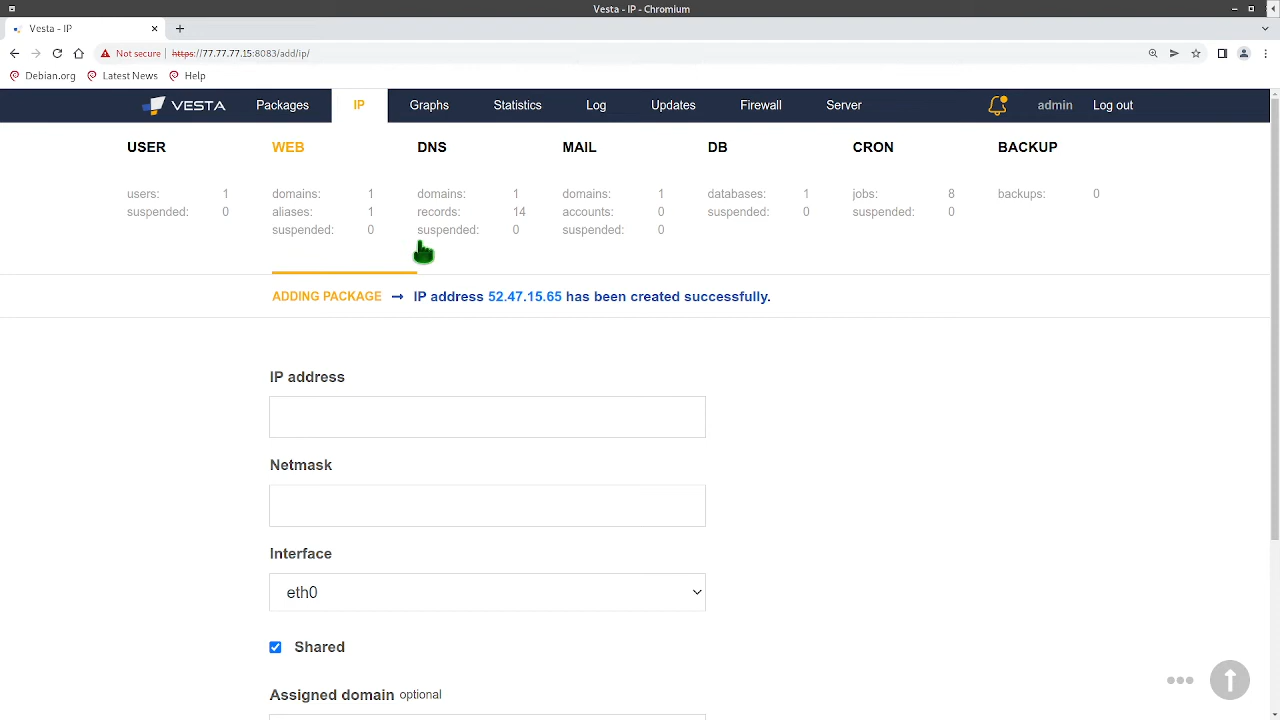 Vesta - IP - Chromium
Vesta - IP
Not secure https://77.77.77.15:8083/add/ip/
Debian.org Latest News Help
VESTA Packages IP Graphs Statistics Log Updates Firewall Server admin Log out
USER WEB DNS MAIL DB CRON BACKUP
users: 1 domains: 1 domains: 1 domains: 1 databases: 1 jobs: 8 backups: 0
suspended: 0 aliases: 1 records: 14 accounts: 0 suspended: 0 suspended: 0
suspended: 0 suspended: 0 suspended: 0
ADDING PACKAGE → IP address 52.47.15.65 has been created successfully.
IP address
Netmask
Interface
eth0
Shared
Assigned domain optional